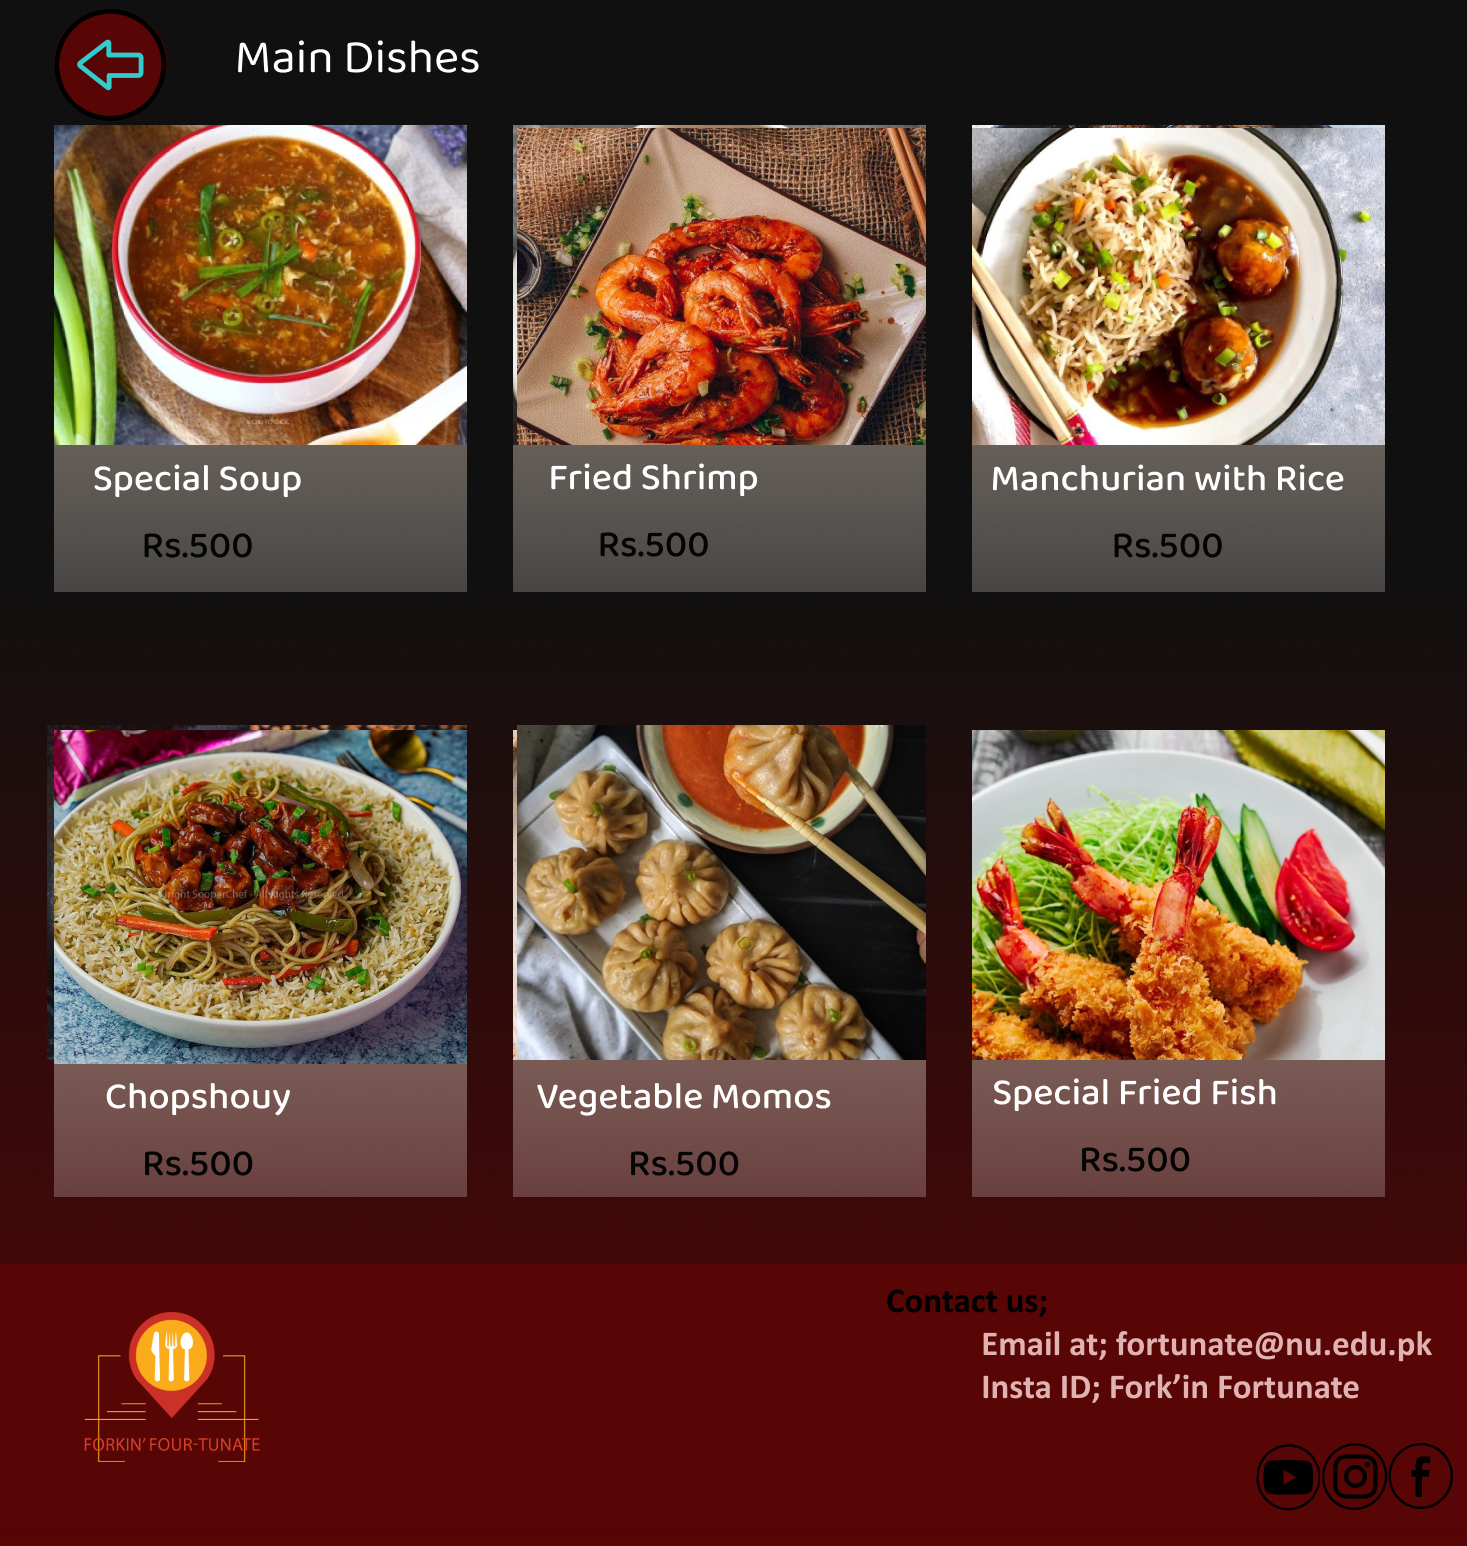 Main Dishes
Special Soup
Rs.500
Fried Shrimp
Rs.500
Manchurian with Rice
Rs.500
Chopshouy
Rs.500
Vegetable Momos
Rs.500
Special Fried Fish
Rs.500
Contact us;
Email at; fortunate@nu.edu.pk
Insta ID; Fork’in Fortunate
FORKIN’ FOUR-TUNATE